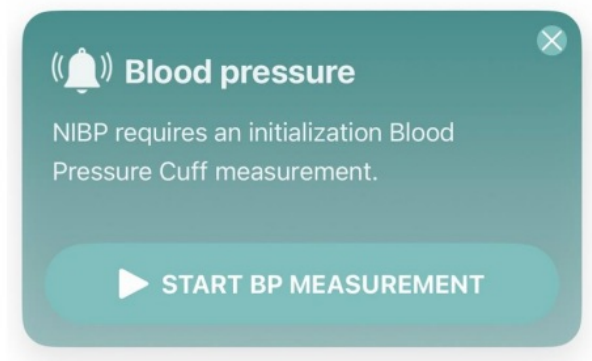 Blood pressure
NIBP requires an initialization Blood
Pressure Cuff measurement.
START BP MEASUREMENT